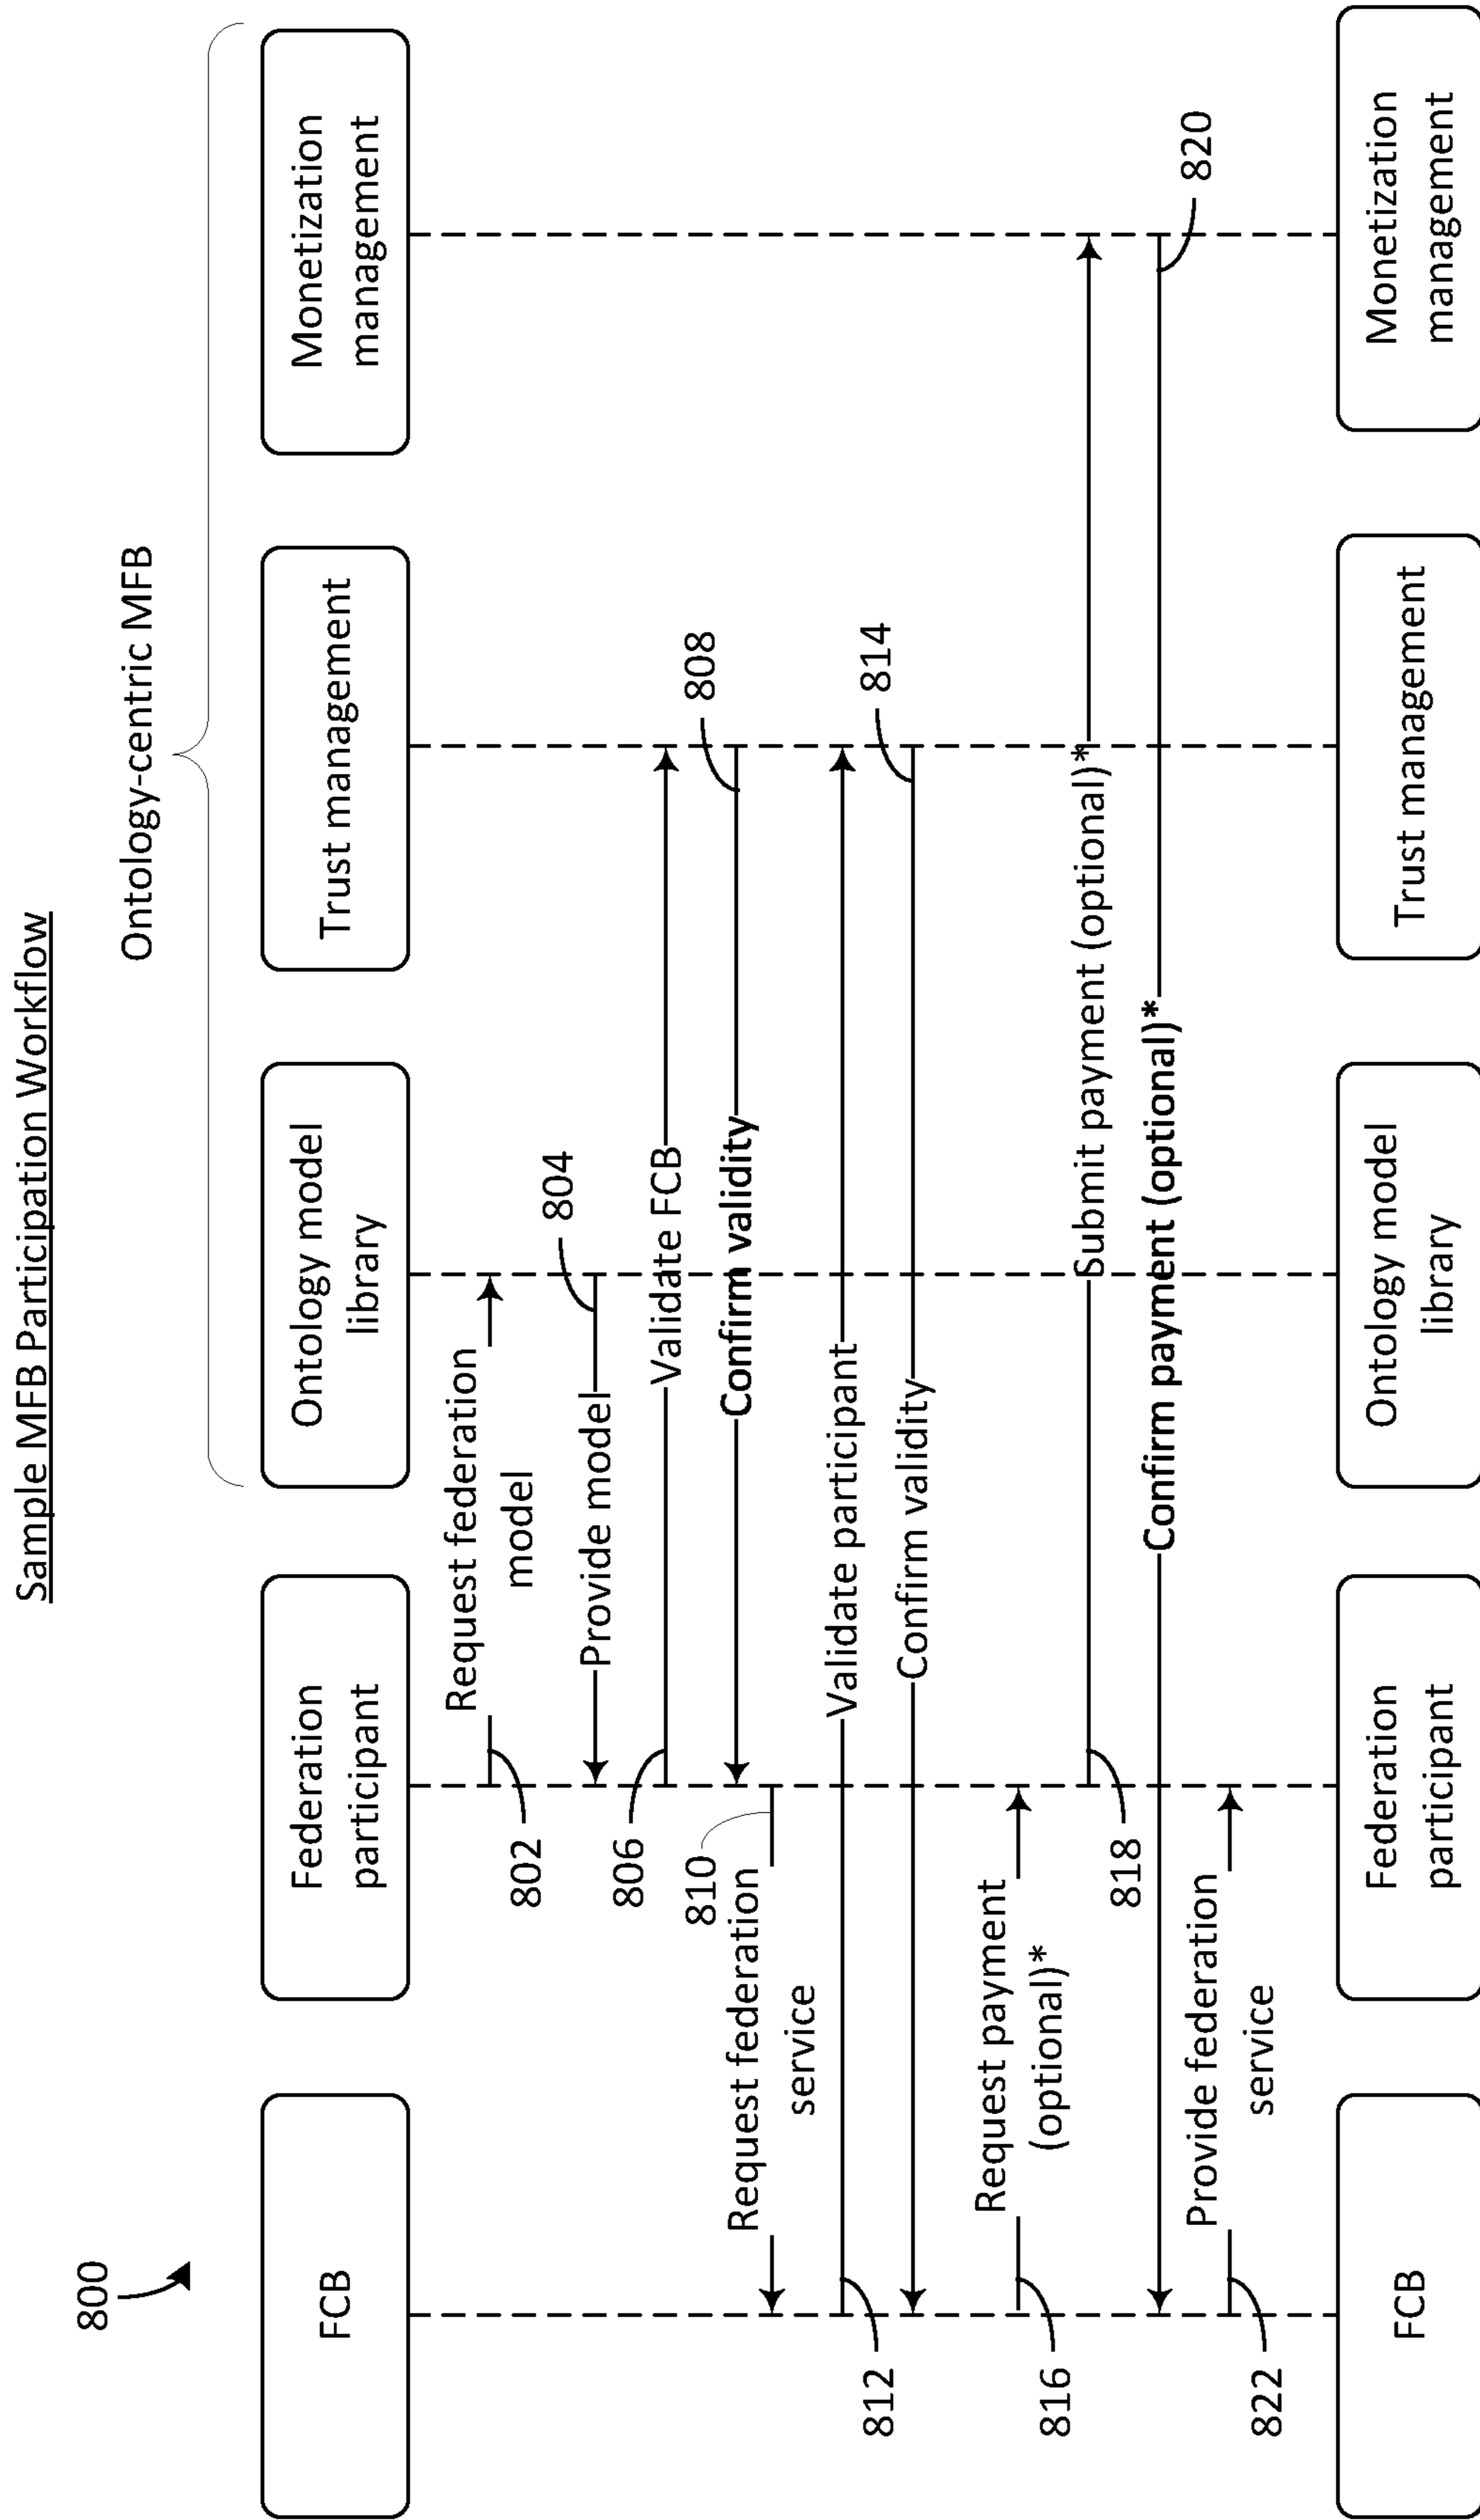 Sample MFB Participation Workflow
800
Ontology-centric MFB
FCB
Federation
participant
Ontology model
library
Trust management
Monetization
management
Request federation
model
802
804
Provide model
806
Validate FCB
808
Confirm validity
810
Request federation
service
812
Validate participant
814
Confirm validity
816
Request payment
(optional)*
818
Submit payment (optional)*
820
Confirm payment (optional)*
822
Provide federation
service
FCB
Federation
participant
Ontology model
library
Trust management
Monetization
management